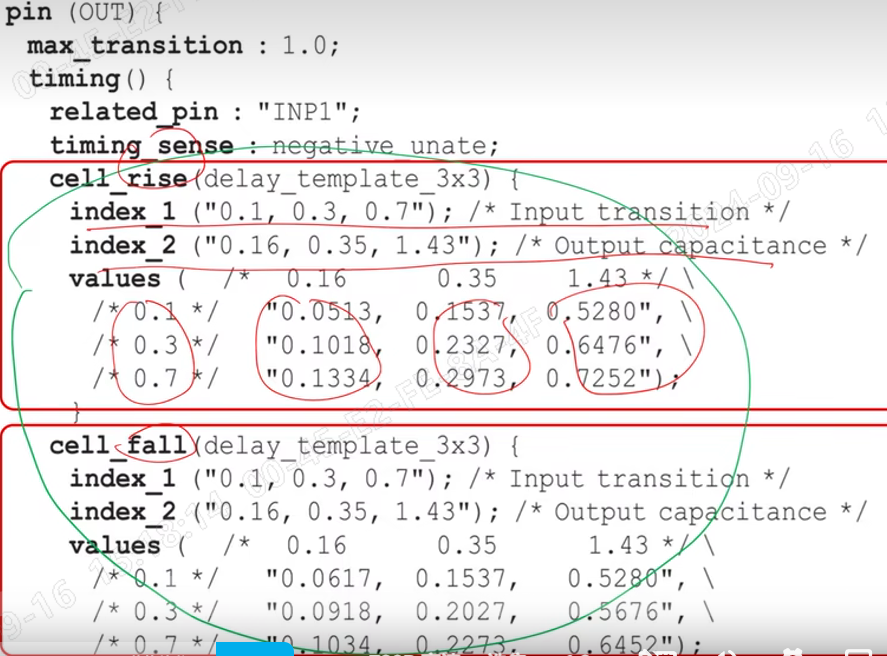 pin (OUT) {
max_transition : 1.0;
timing() {
related_pin : "INP1";
timing_sense : negative_unate;
cell_rise(delay_template_3x3) {
index_1 ("0.1, 0.3, 0.7"); /* Input transition */
index_2 ("0.16, 0.35, 1.43"); /* Output capacitance */
values ( /* 0.16 0.35 1.43 */ \
/* 0.1 */ "0.0513, 0.1537, 0.5280", \
/* 0.3 */ "0.1018, 0.2327, 0.6476", \
/* 0.7 */ "0.1334, 0.2973, 0.7252");
}
cell_fall(delay_template_3x3) {
index_1 ("0.1, 0.3, 0.7"); /* Input transition */
index_2 ("0.16, 0.35, 1.43"); /* Output capacitance */
values ( /* 0.16 0.35 1.43 */ \
/* 0.1 */ "0.0617, 0.1537, 0.5280", \
/* 0.3 */ "0.0918, 0.2027, 0.5676", \
/* 0.7 */ "0.1034, 0.2273, 0.6452");